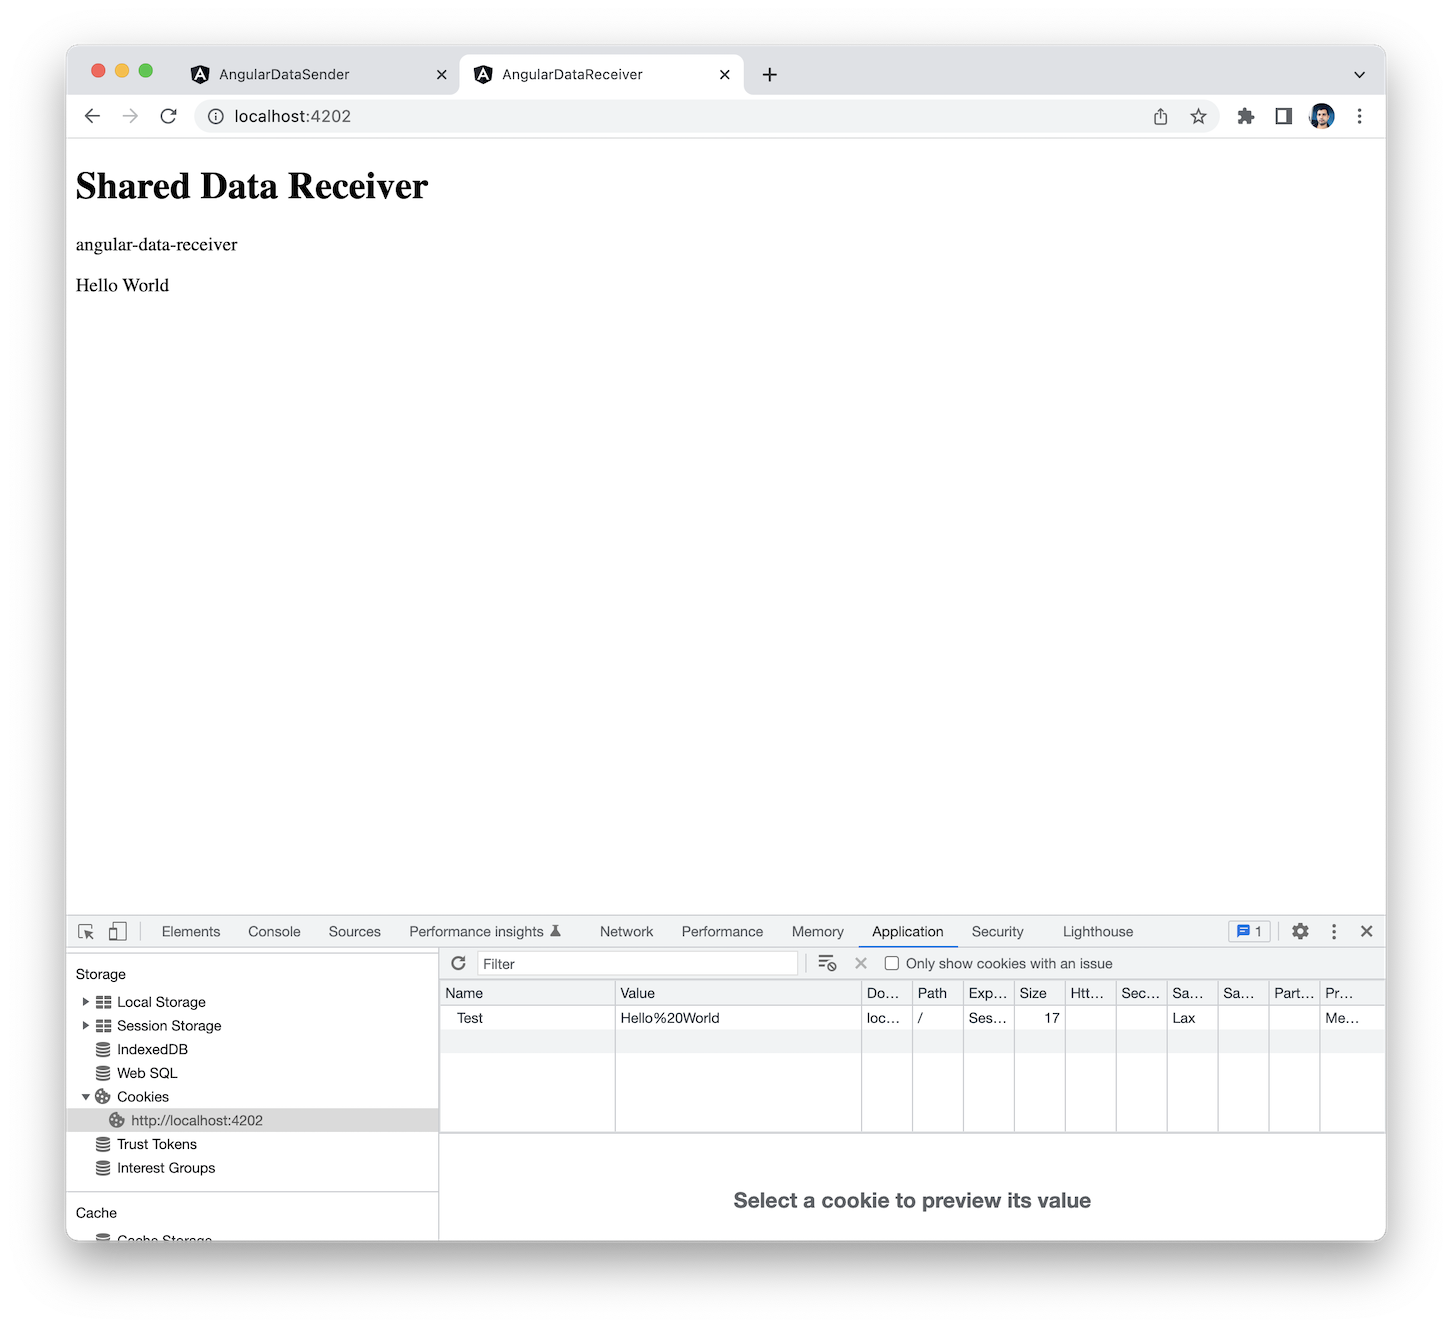 AngularDataSender
AngularDataReceiver
localhost:4202
Shared Data Receiver
angular-data-receiver
Hello World
Elements Console Sources Performance insights Network Performance Memory Application Security Lighthouse 1
Filter Only show cookies with an issue
Storage
Local Storage
Session Storage
IndexedDB
Web SQL
Cookies
http://localhost:4202
Trust Tokens
Interest Groups
Cache
Cache Storage
Name Value Do... Path Exp... Size Htt... Sec... Sa... Sa... Part... Pr...
Test Hello%20World loc... / Ses... 17 Lax Me...
Select a cookie to preview its value